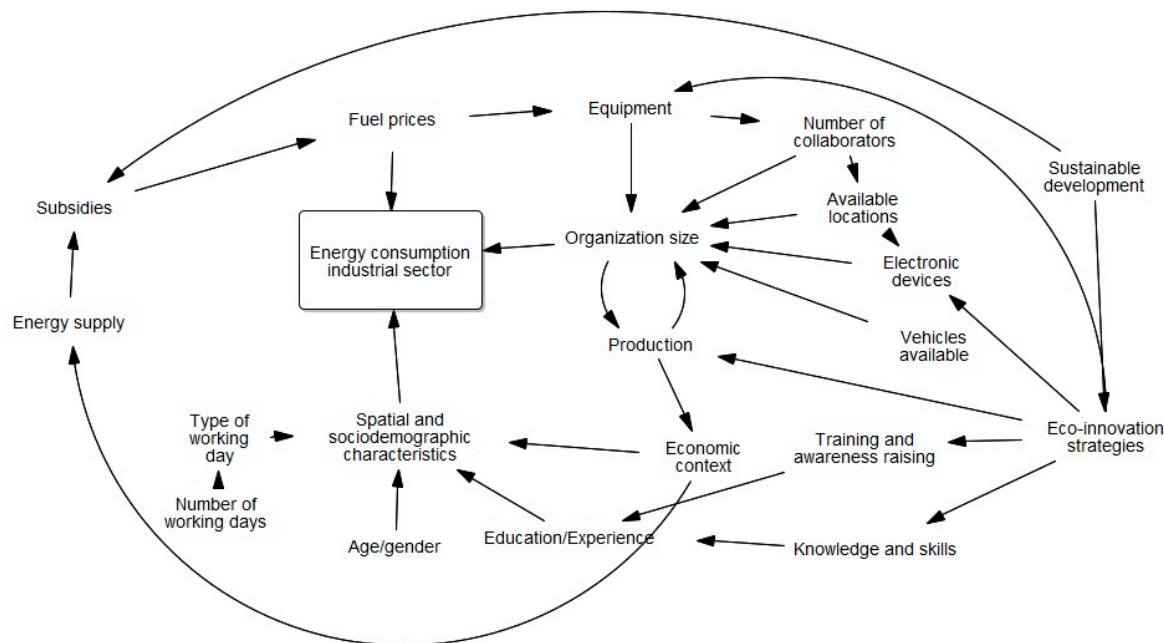 Equipment
Fuel prices
Number of
collaborators
Sustainable
development
Subsidies
Available
locations
Organization size
Energy consumption
industrial sector
Electronic
devices
Energy supply
Vehicles
available
Production
Type of
working
day
Spatial and
sociodemographic
characteristics
Economic
context
Training and
awareness raising
Eco-innovation
strategies
Number of
working days
Age/gender
Education/Experience
Knowledge and skills